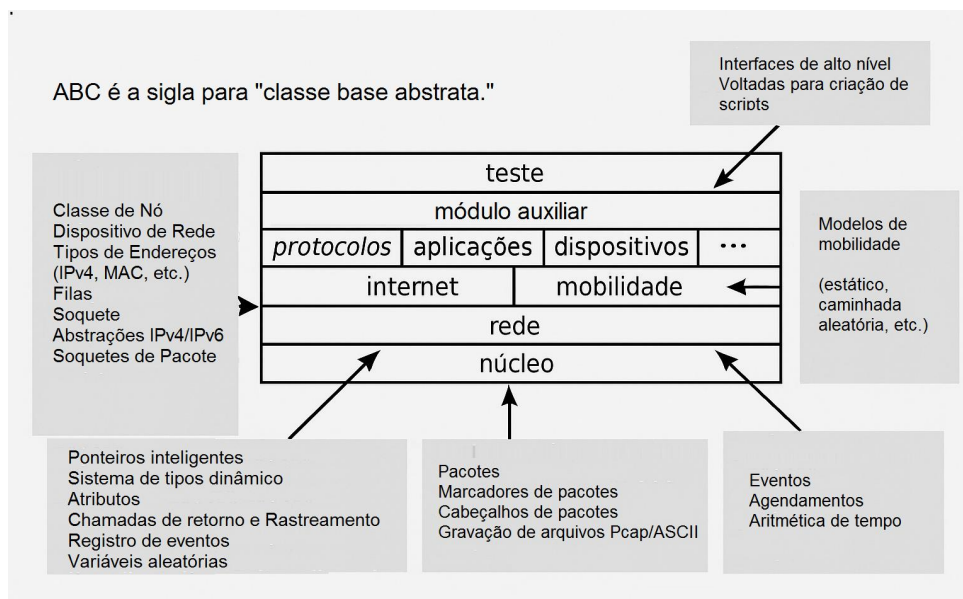 ABC é a sigla para "classe base abstrata."
Interfaces de alto nível
Voltadas para criação de
scripts
Classe de Nó
Dispositivo de Rede
Tipos de Endereços
(IPv4, MAC, etc.)
Filas
Soquete
Abstrações IPv4/IPv6
Soquetes de Pacote
teste
módulo auxiliar
protocolos aplicações dispositivos ...
internet mobilidade
rede
núcleo
Modelos de
mobilidade
(estático,
caminhada
aleatória, etc.)
Ponteiros inteligentes
Sistema de tipos dinâmico
Atributos
Chamadas de retorno e Rastreamento
Registro de eventos
Variáveis aleatórias
Pacotes
Marcadores de pacotes
Cabeçalhos de pacotes
Gravação de arquivos Pcap/ASCII
Eventos
Agendamentos
Aritmética de tempo